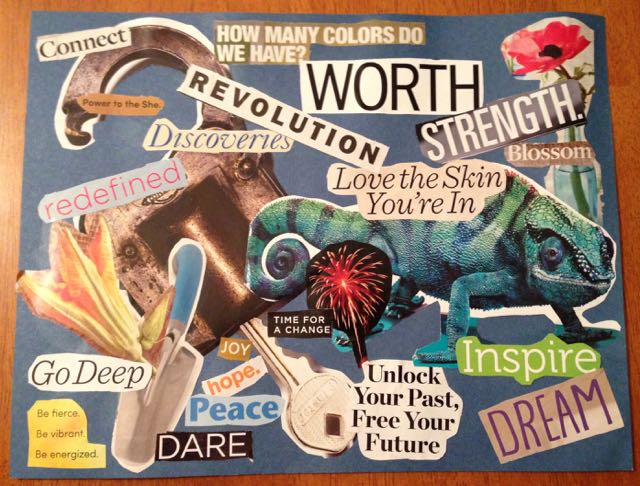 Connect
HOW MANY COLORS DO
WE HAVE?
Power to the She.
REVOLUTION
WORTH
STRENGTH.
Discoveries
Blossom
redefined
Love the Skin
You're In
TIME FOR
A CHANGE
JOY
hope.
Peace
Go Deep
Unlock
Your Past,
Free Your
Future
Inspire
DREAM
Be fierce.
Be vibrant.
Be energized.
DARE